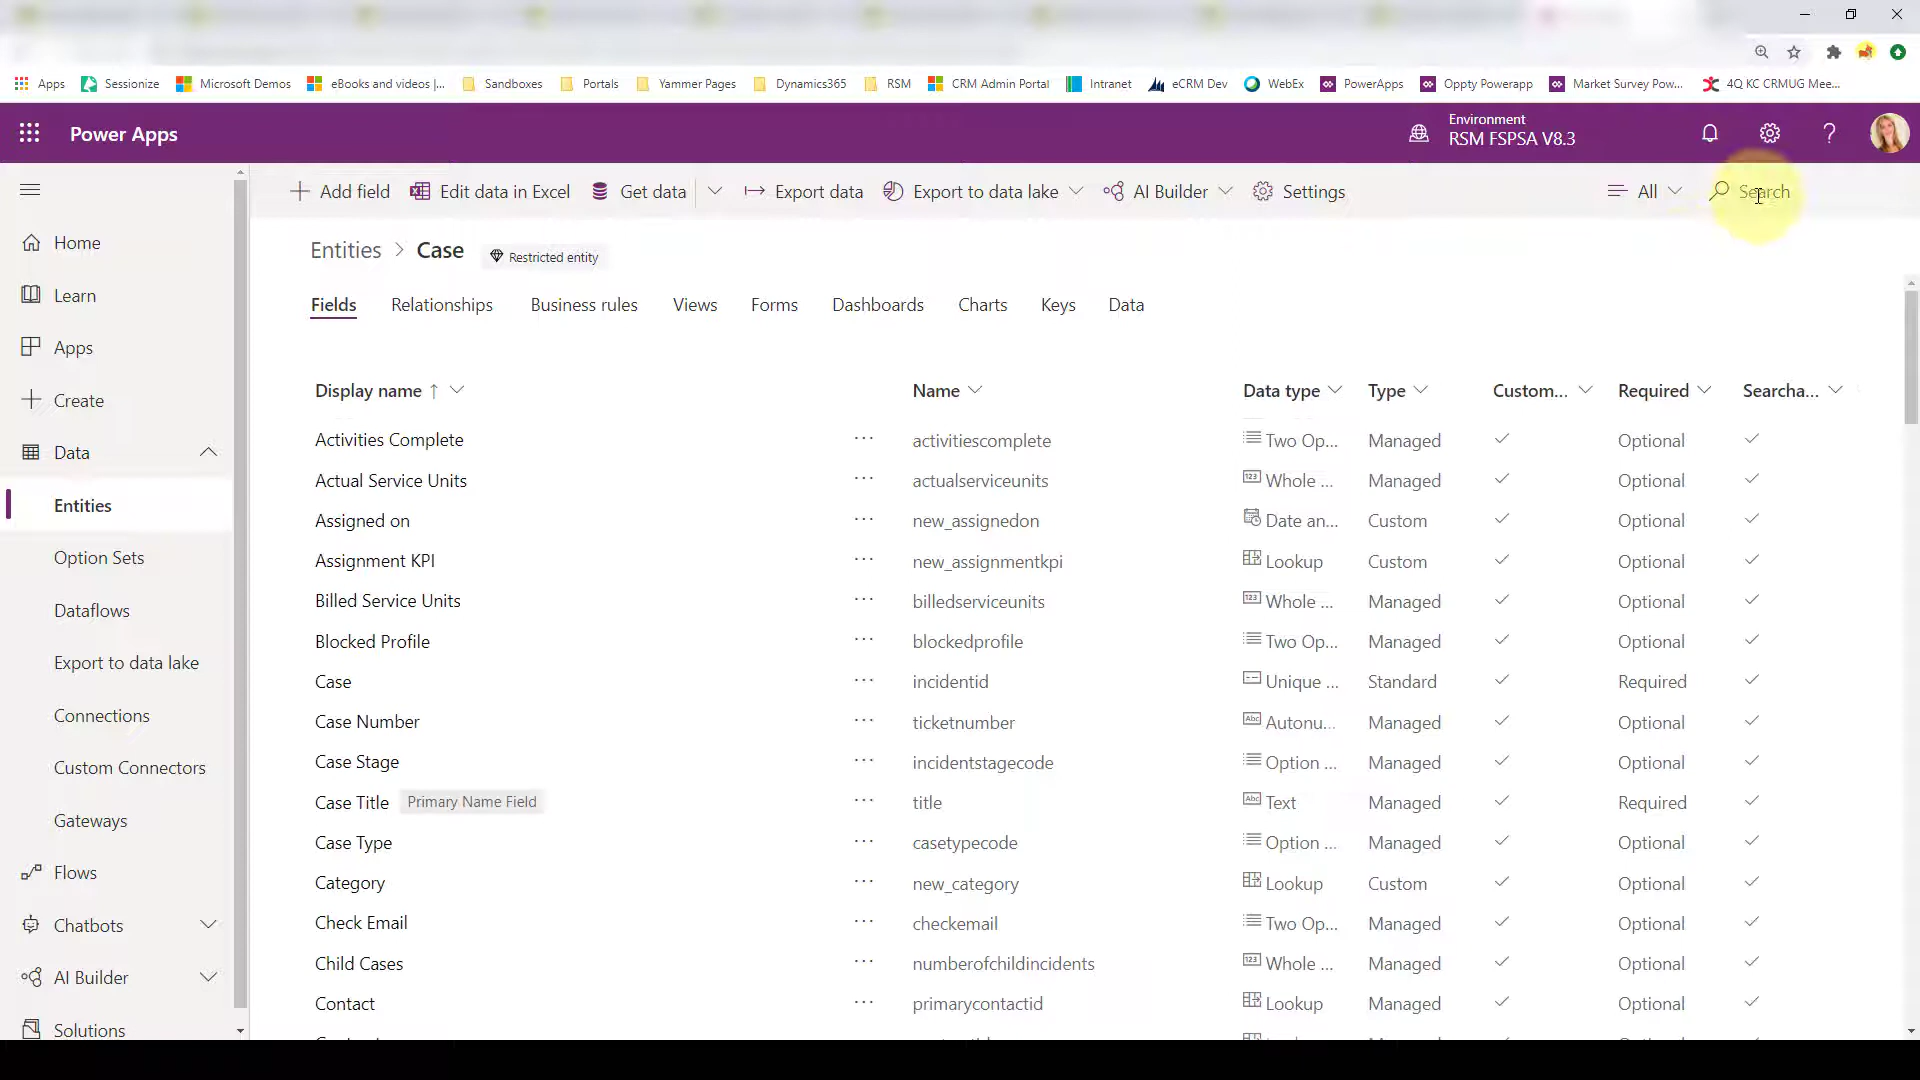 Apps Sessionize Microsoft Demos eBooks and videos |... Sandboxes Portals Yammer Pages Dynamics365 RSM CRM Admin Portal Intranet eCRM Dev WebEx PowerApps Oppty Powerapp Market Survey Pow... 4Q KC CRMUG Mee...
Power Apps
Environment
RSM FSPSA V8.3
?
Add field Edit data in Excel Get data Export data Export to data lake AI Builder Settings All Search
Home
Learn
Apps
Create
Data
Entities
Option Sets
Dataflows
Export to data lake
Connections
Custom Connectors
Gateways
Flows
Chatbots
AI Builder
Solutions
Entities > Case Restricted entity
Fields Relationships Business rules Views Forms Dashboards Charts Keys Data
Display name ↑ Name Data type Type Custom... Required Searcha...
Activities Complete ... activitiescomplete Two Op... Managed ✓ Optional ✓
Actual Service Units ... actualserviceunits Whole ... Managed ✓ Optional ✓
Assigned on ... new_assignedon Date an... Custom ✓ Optional ✓
Assignment KPI ... new_assignmentkpi Lookup Custom ✓ Optional ✓
Billed Service Units ... billedserviceunits Whole ... Managed ✓ Optional ✓
Blocked Profile ... blockedprofile Two Op... Managed ✓ Optional ✓
Case ... incidentid Unique ... Standard ✓ Required ✓
Case Number ... ticketnumber Autonu... Managed ✓ Optional ✓
Case Stage ... incidentstagecode Option ... Managed ✓ Optional ✓
Case Title Primary Name Field ... title Text Managed ✓ Required ✓
Case Type ... casetypecode Option ... Managed ✓ Optional ✓
Category ... new_category Lookup Custom ✓ Optional ✓
Check Email ... checkemail Two Op... Managed ✓ Optional ✓
Child Cases ... numberofchildincidents Whole ... Managed ✓ Optional ✓
Contact ... primarycontactid Lookup Managed ✓ Optional ✓